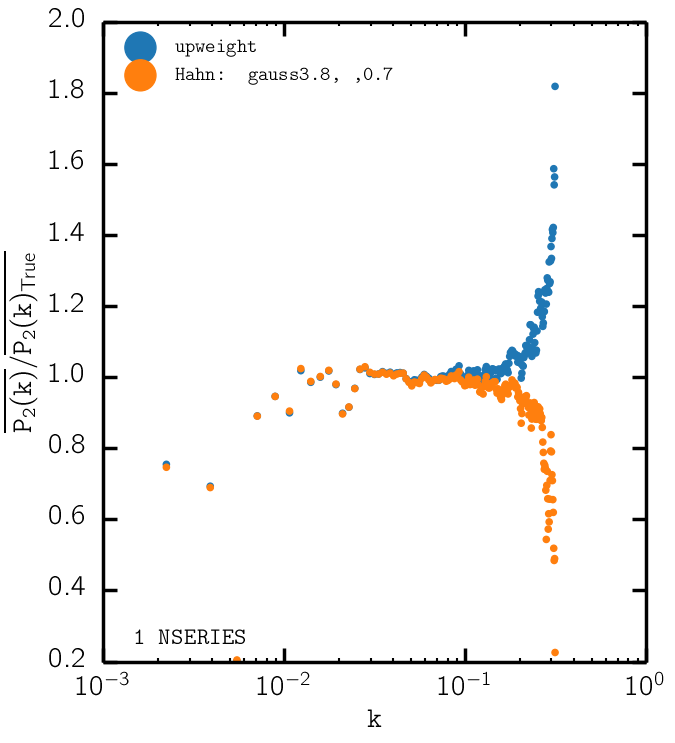 2.0
1.8
1.6
1.4
1.2
1.0
0.8
0.6
0.4
0.2
upweight
Hahn: gauss3.8, ,0.7
P₂(k)/P₂(k)True
1 NSERIES
10⁻³ 10⁻² 10⁻¹ 10⁰
k